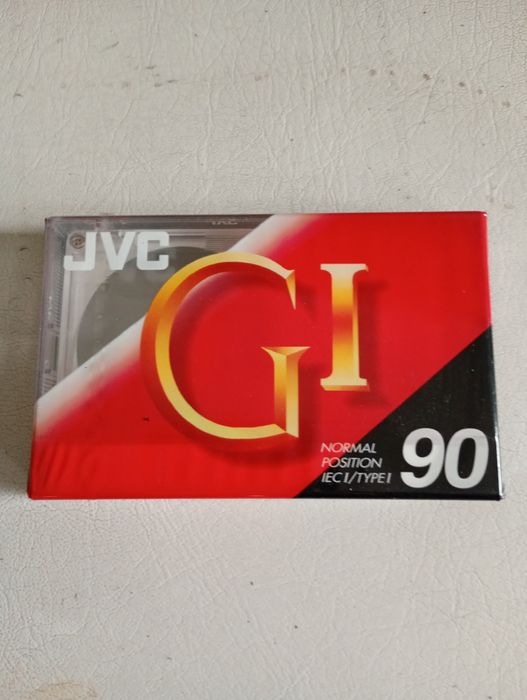 JVC
GI
NORMAL
POSITION
IEC I/TYPE I
90